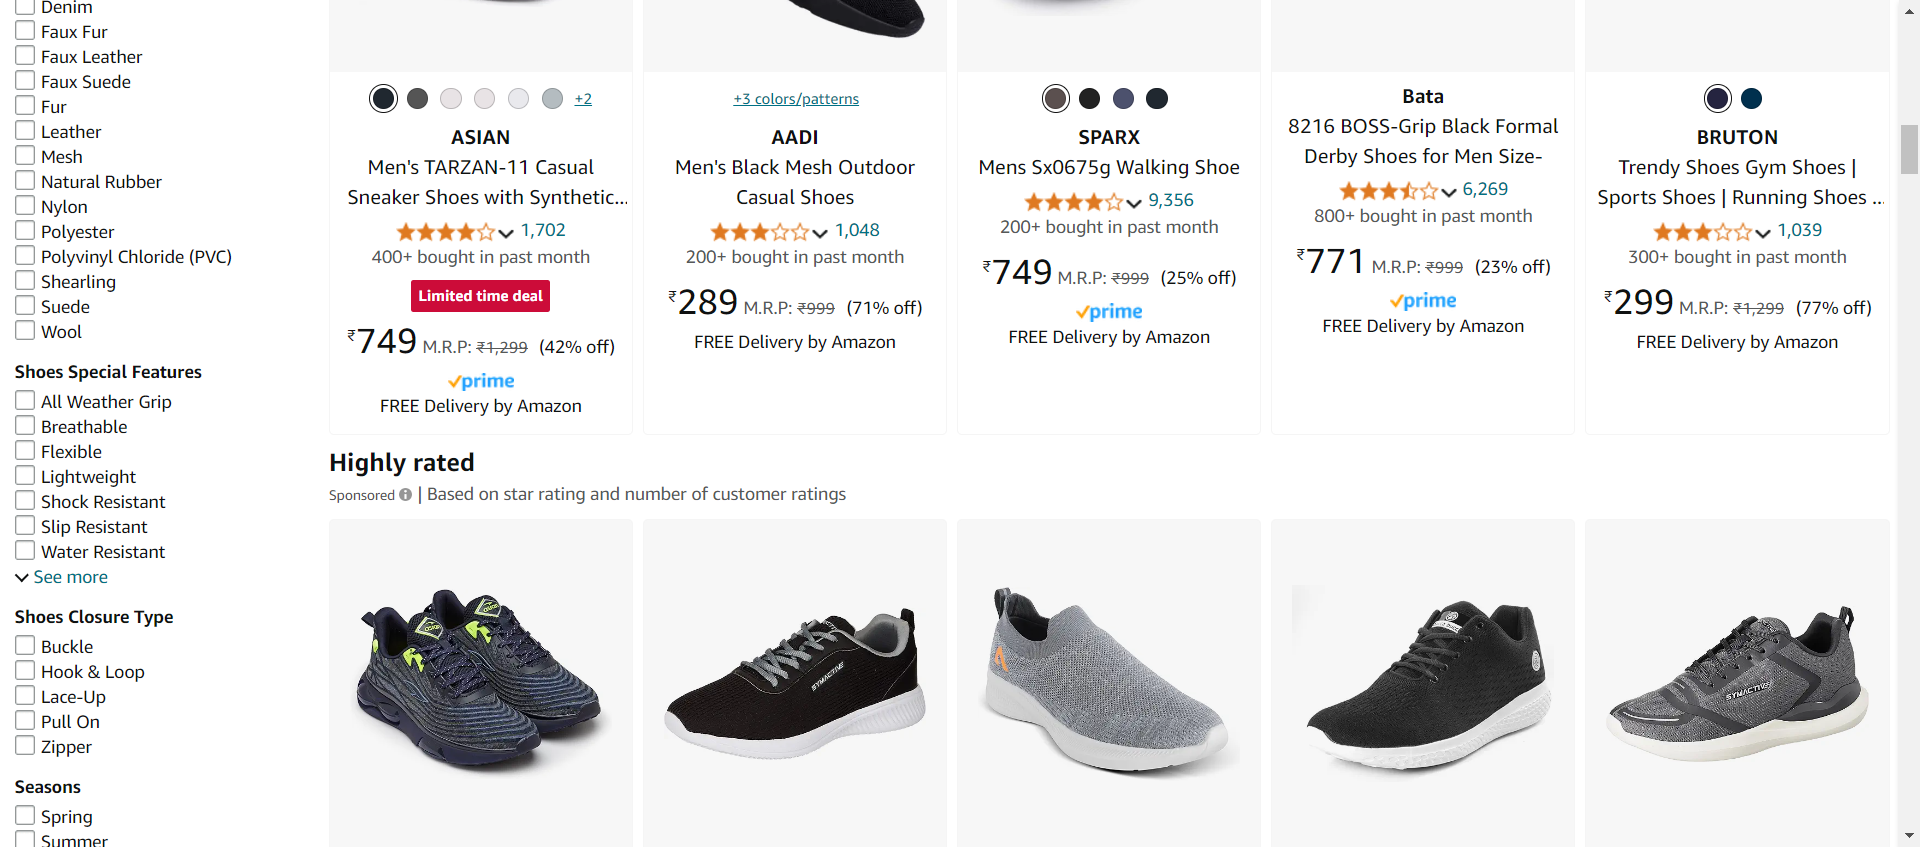 Denim
Faux Fur
Faux Leather
Faux Suede
Fur
Leather
Mesh
Natural Rubber
Nylon
Polyester
Polyvinyl Chloride (PVC)
Shearling
Suede
Wool
Shoes Special Features
All Weather Grip
Breathable
Flexible
Lightweight
Shock Resistant
Slip Resistant
Water Resistant
See more
Shoes Closure Type
Buckle
Hook & Loop
Lace-Up
Pull On
Zipper
Seasons
Spring
Summer
+2
ASIAN
Men's TARZAN-11 Casual
Sneaker Shoes with Synthetic...
1,702
400+ bought in past month
Limited time deal
₹749 M.R.P: ₹1,299 (42% off)
prime
FREE Delivery by Amazon
+3 colors/patterns
AADI
Men's Black Mesh Outdoor
Casual Shoes
1,048
200+ bought in past month
₹289 M.R.P: ₹999 (71% off)
FREE Delivery by Amazon
SPARX
Mens Sx0675g Walking Shoe
9,356
200+ bought in past month
₹749 M.R.P: ₹999 (25% off)
prime
FREE Delivery by Amazon
Bata
8216 BOSS-Grip Black Formal
Derby Shoes for Men Size-
6,269
800+ bought in past month
₹771 M.R.P: ₹999 (23% off)
prime
FREE Delivery by Amazon
BRUTON
Trendy Shoes Gym Shoes |
Sports Shoes | Running Shoes ...
1,039
300+ bought in past month
₹299 M.R.P: ₹1,299 (77% off)
FREE Delivery by Amazon
Highly rated
Sponsored | Based on star rating and number of customer ratings
SYMACTIVE
SYMACTIVE